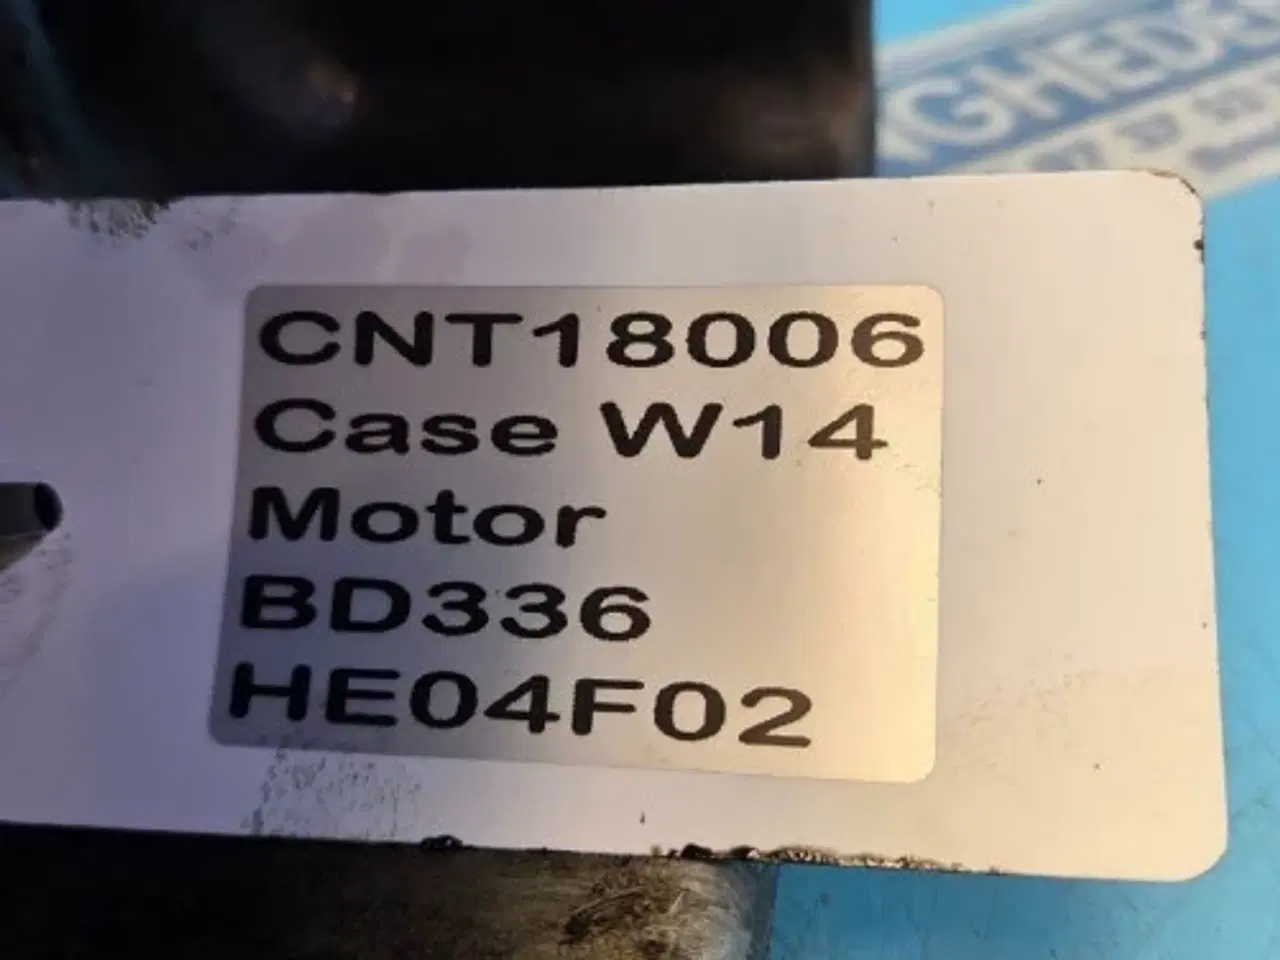 CNT18006
Case W14
Motor
BD336
HE04F02